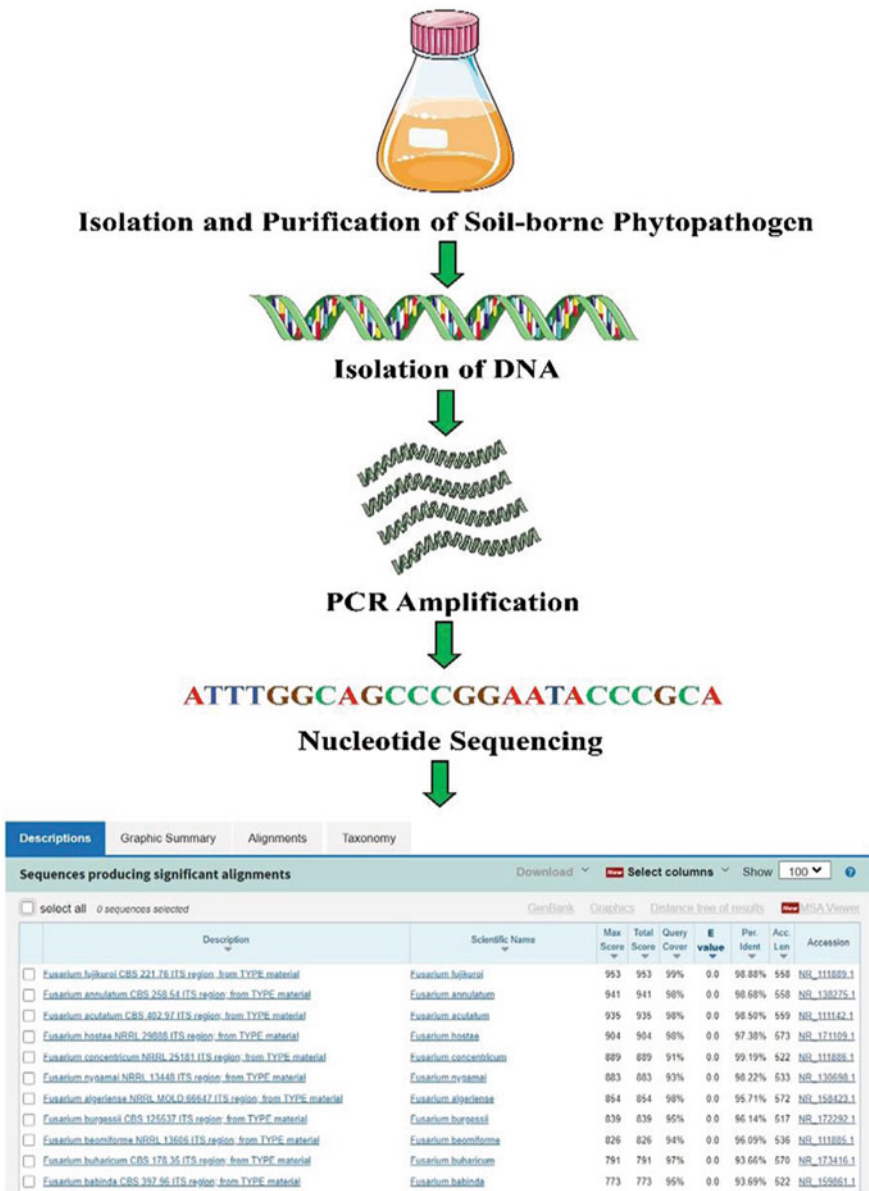 Isolation and Purification of Soil-borne Phytopathogen
Isolation of DNA
PCR Amplification
ATTTGGCAGCCCGGAATACCCGCA
Nucleotide Sequencing
Descriptions Graphic Summary Alignments Taxonomy
Sequences producing significant alignments Download New Select columns Show 100
select all 0 sequences selected GenBank Graphics Distance tree of results New MSA Viewer
Description Scientific Name Max Score Total Score Query Cover E value Per. Ident Acc. Len Accession
Fusarium fujikuroi CBS 221.76 ITS region; from TYPE material Fusarium fujikuroi 953 953 99% 0.0 98.88% 558 NR_111889.1
Fusarium annulatum CBS 258.54 ITS region; from TYPE material Fusarium annulatum 941 941 98% 0.0 98.68% 558 NR_138275.1
Fusarium acutatum CBS 402.97 ITS region; from TYPE material Fusarium acutatum 935 935 98% 0.0 98.50% 559 NR_111142.1
Fusarium hostae NRRL 29888 ITS region; from TYPE material Fusarium hostae 904 904 98% 0.0 97.38% 573 NR_171109.1
Fusarium concentricum NRRL 25181 ITS region; from TYPE material Fusarium concentricum 889 889 91% 0.0 99.19% 522 NR_111886.1
Fusarium nygamai NRRL 13448 ITS region; from TYPE material Fusarium nygamai 883 883 93% 0.0 98.22% 533 NR_130698.1
Fusarium algeriense NRRL MOLD:66647 ITS region; from TYPE material Fusarium algeriense 854 854 98% 0.0 95.71% 572 NR_158423.1
Fusarium burgessii CBS 125537 ITS region; from TYPE material Fusarium burgessii 839 839 95% 0.0 96.14% 517 NR_172292.1
Fusarium beomiforme NRRL 13606 ITS region; from TYPE material Fusarium beomiforme 826 826 94% 0.0 96.09% 536 NR_111885.1
Fusarium buharicum CBS 178.35 ITS region; from TYPE material Fusarium buharicum 791 791 97% 0.0 93.66% 570 NR_173416.1
Fusarium babinda CBS 397.96 ITS region; from TYPE material Fusarium babinda 773 773 95% 0.0 93.69% 522 NR_159861.1